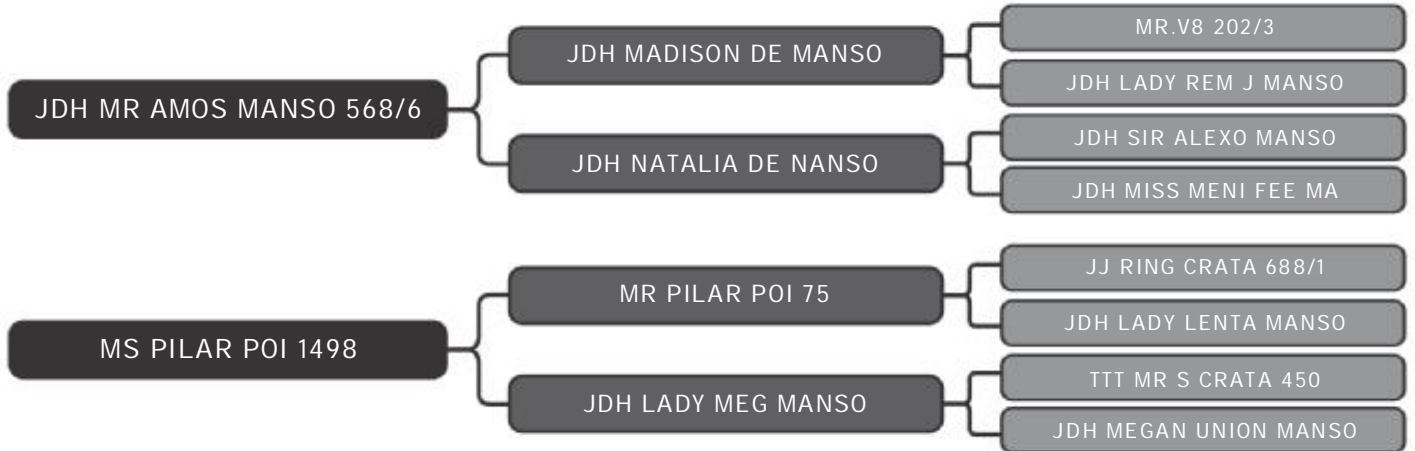 MR.V8 202/3
JDH MADISON DE MANSO
JDH LADY REM J MANSO
JDH MR AMOS MANSO 568/6
JDH SIR ALEXO MANSO
JDH NATALIA DE NANSO
JDH MISS MENI FEE MA
JJ RING CRATA 688/1
MR PILAR POI 75
JDH LADY LENTA MANSO
MS PILAR POI 1498
TTT MR S CRATA 450
JDH LADY MEG MANSO
JDH MEGAN UNION MANSO